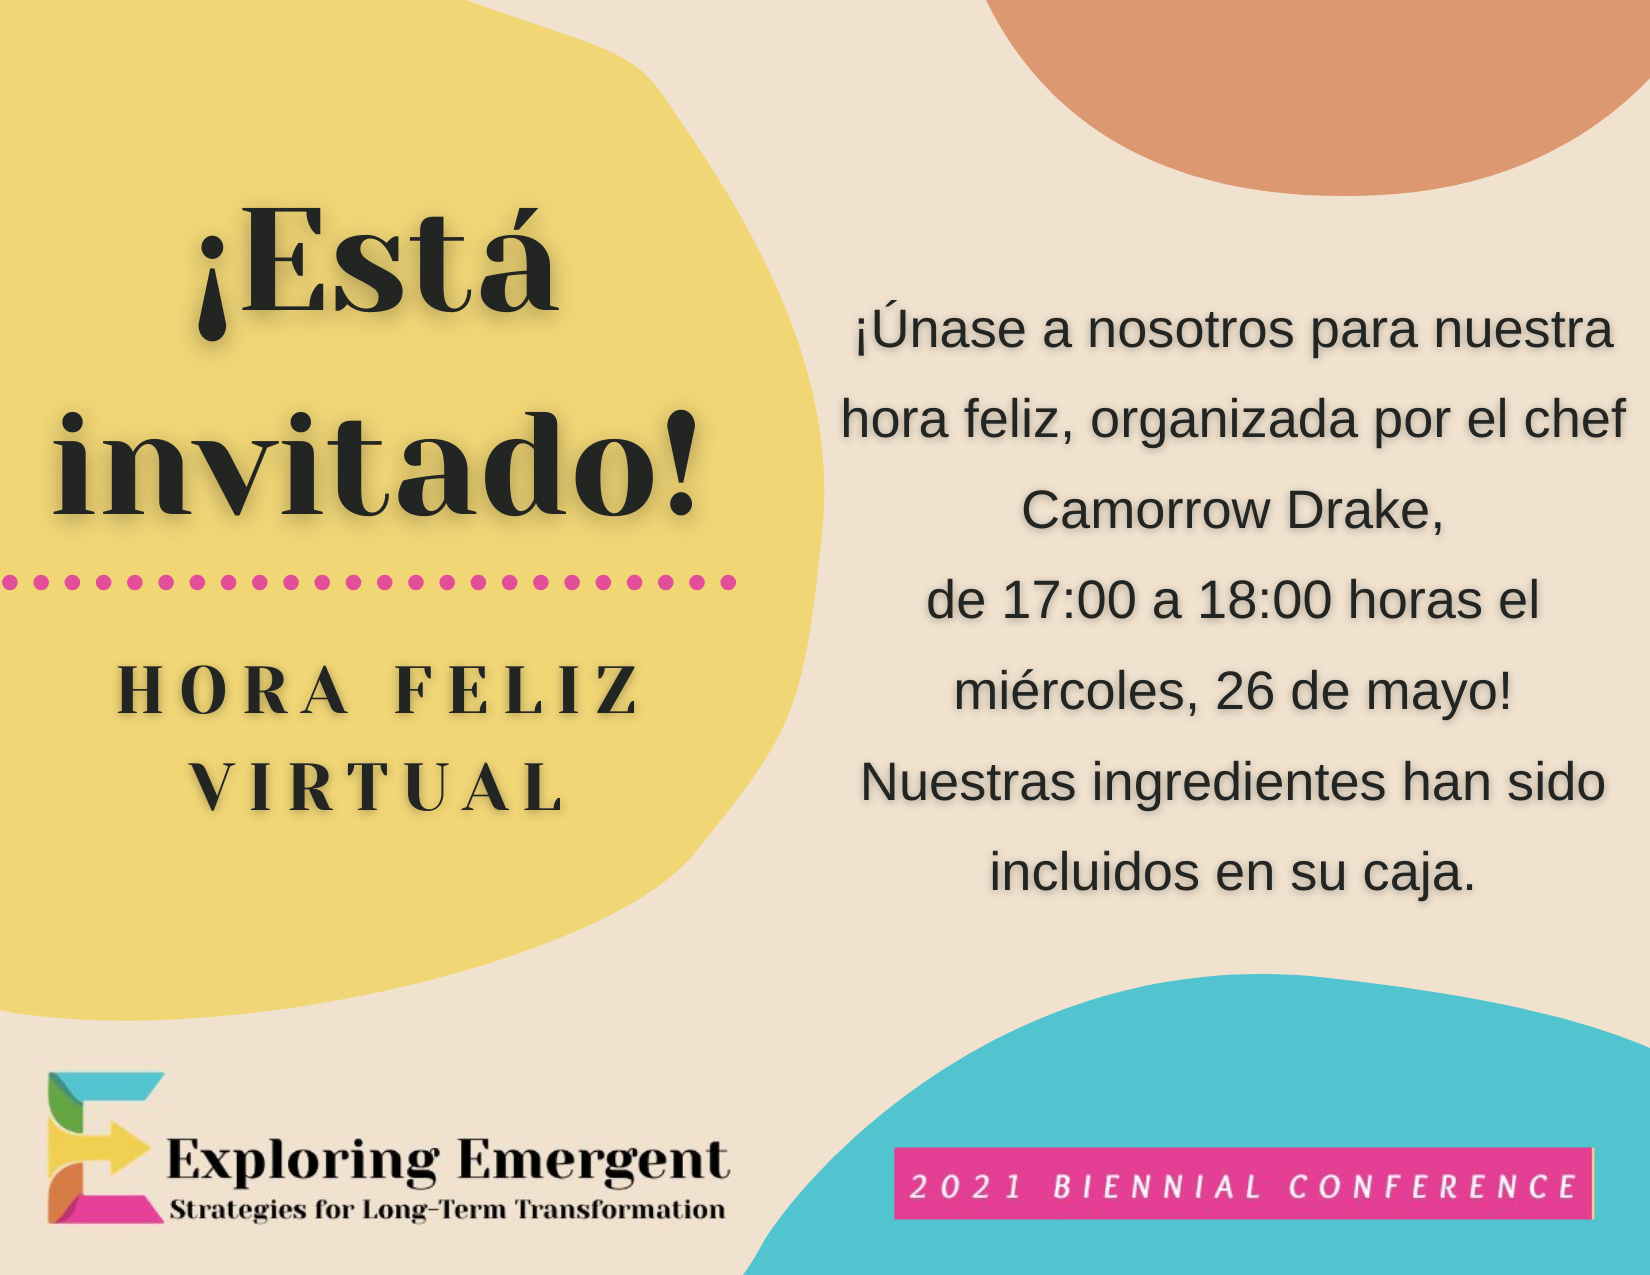 ¡Está
invitado!
HORA FELIZ
VIRTUAL
¡Únase a nosotros para nuestra
hora feliz, organizada por el chef
Camorrow Drake,
de 17:00 a 18:00 horas el
miércoles, 26 de mayo!
Nuestras ingredientes han sido
incluidos en su caja.
Exploring Emergent
Strategies for Long-Term Transformation
2021 BIENNIAL CONFERENCE